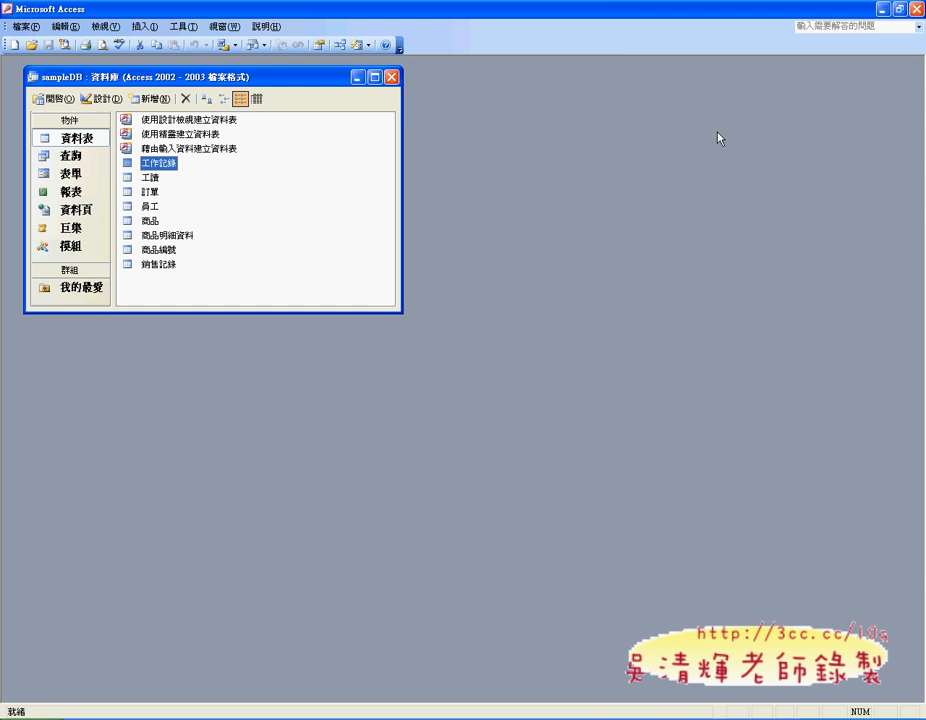 Microsoft Access
檔案(F) 編輯(E) 檢視(V) 插入(I) 工具(T) 視窗(W) 說明(H) 輸入需要解答的問題
sampleDB : 資料庫 (Access 2002 - 2003 檔案格式)
開啓(O) 設計(D) 新增(N)
物件
資料表
查詢
表單
報表
資料頁
巨集
模組
群組
我的最愛
使用設計檢視建立資料表
使用精靈建立資料表
藉由輸入資料建立資料表
工作記錄
工讀
訂單
員工
商品
商品明細資料
商品編號
銷售記錄
http://3cc.cc/10q
吳清輝老師錄製
就緒
NUM